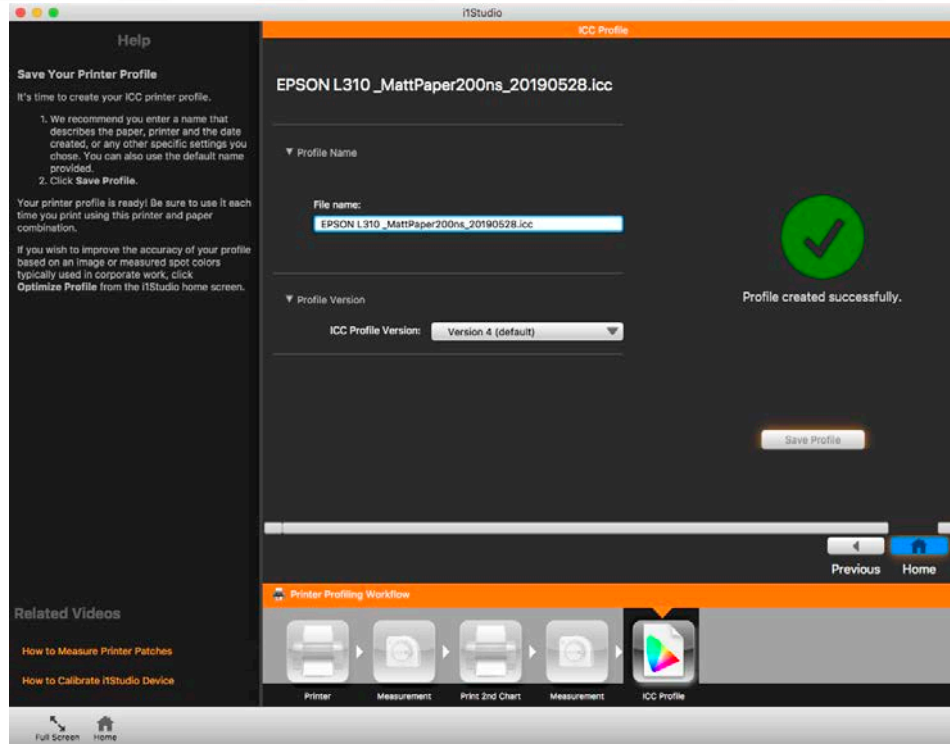 i1Studio
Help
ICC Profile
Save Your Printer Profile
It's time to create your ICC printer profile.
1. We recommend you enter a name that
describes the paper, printer and the date
created, or any other specific settings you
chose. You can also use the default name
provided.
2. Click Save Profile.
Your printer profile is ready! Be sure to use it each
time you print using this printer and paper
combination.
If you wish to improve the accuracy of your profile
based on an image or measured spot colors
typically used in corporate work, click
Optimize Profile from the i1Studio home screen.
EPSON L310 _MattPaper200ns_20190528.icc
Profile Name
File name:
EPSON L310 _MattPaper200ns_20190528.icc
Profile Version
ICC Profile Version:
Version 4 (default)
Profile created successfully.
Save Profile
Previous
Home
Printer Profiling Workflow
Printer
Measurement
Print 2nd Chart
Measurement
ICC Profile
Related Videos
How to Measure Printer Patches
How to Calibrate i1Studio Device
Full Screen
Home